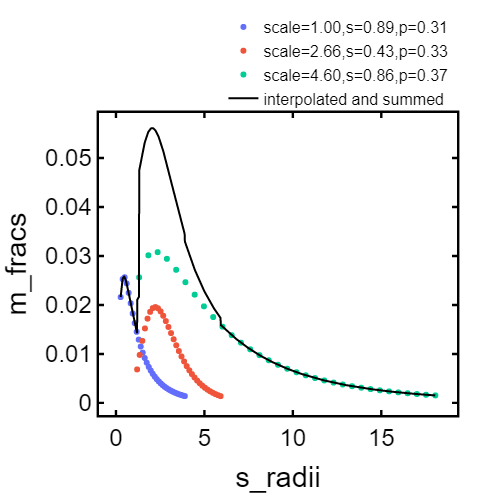 scale=1.00,s=0.89,p=0.31
scale=2.66,s=0.43,p=0.33
scale=4.60,s=0.86,p=0.37
interpolated and summed
0.05
0.04
0.03
0.02
0.01
0
m_fracs
0 5 10 15
s_radii